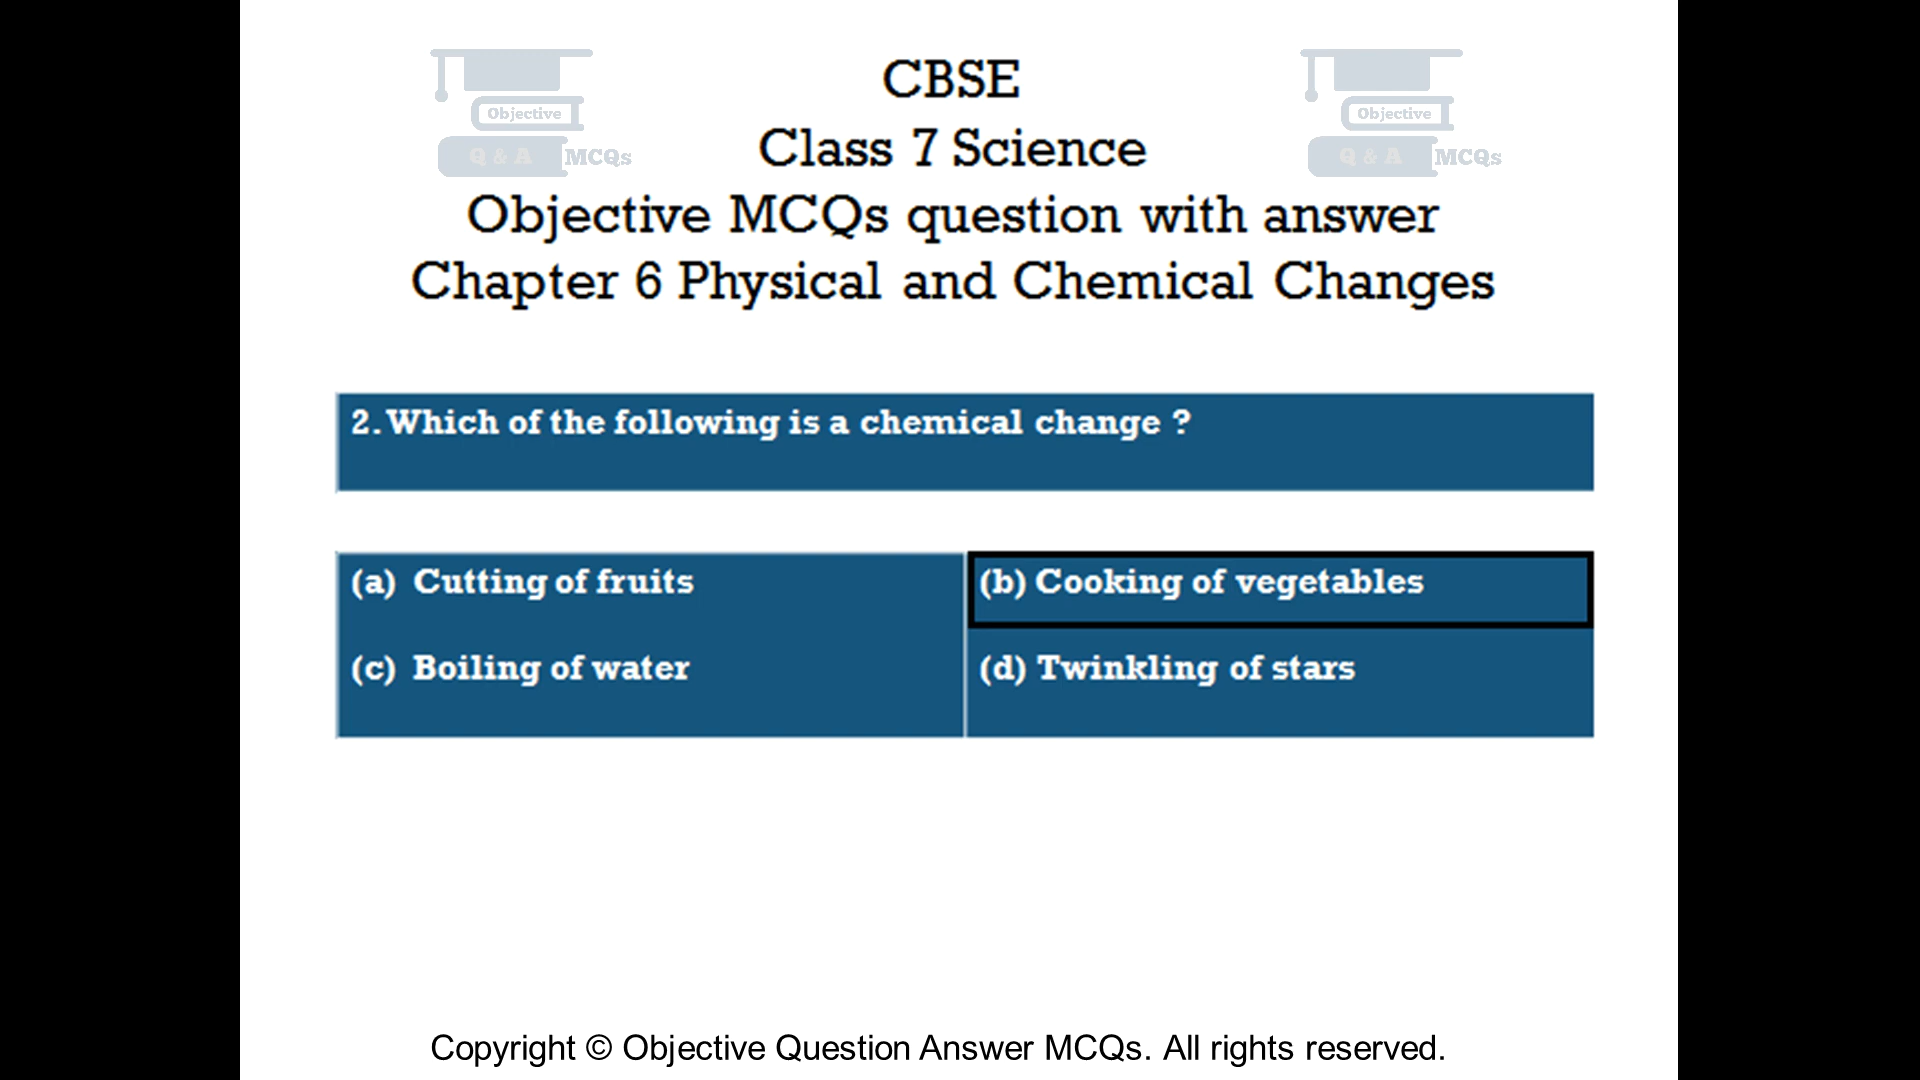 Objective
Q & A MCQs
Objective
Q & A MCQs
CBSE
Class 7 Science
Objective MCQs question with answer
Chapter 6 Physical and Chemical Changes
2. Which of the following is a chemical change ?
(a) Cutting of fruits
(b) Cooking of vegetables
(c) Boiling of water
(d) Twinkling of stars
Copyright © Objective Question Answer MCQs. All rights reserved.